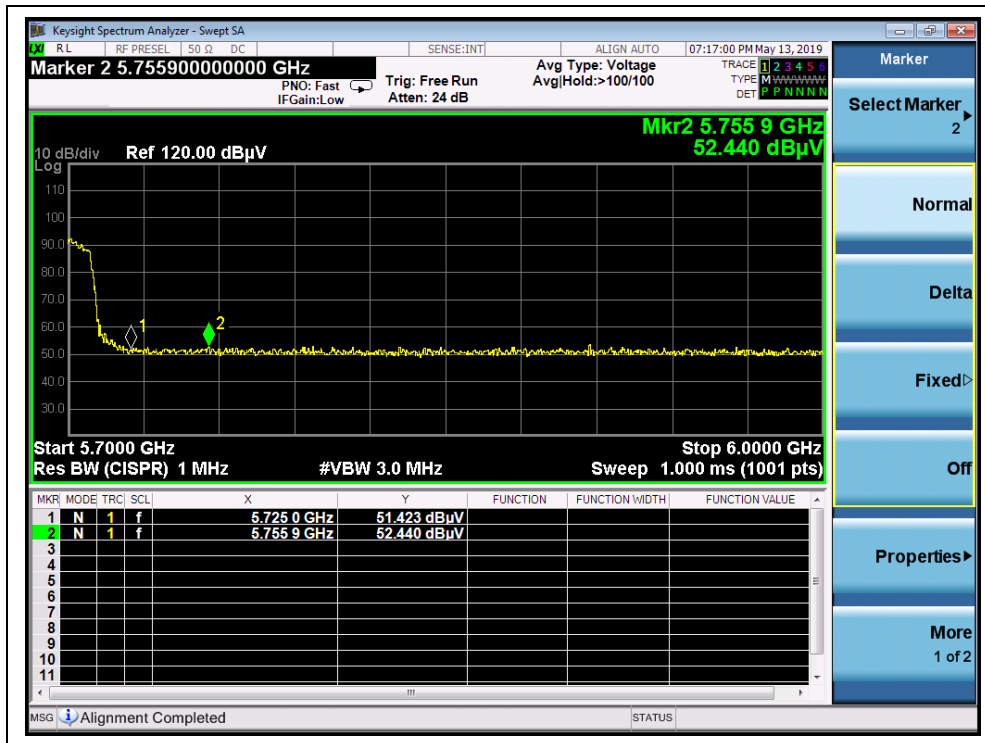 Keysight Spectrum Analyzer - Swept SA
LXI RL RF PRESEL 50 Ω DC SENSE:INT ALIGN AUTO 07:17:00 PM May 13, 2019
Marker 2 5.755900000000 GHz
PNO: Fast
IFGain:Low
Trig: Free Run
Atten: 24 dB
Avg Type: Voltage
Avg|Hold:>100/100
TRACE 1 2 3 4 5 6
TYPE M WWWWW
DET P P N N N N
Mkr2 5.755 9 GHz
52.440 dBµV
10 dB/div Ref 120.00 dBµV
Log
110
100
90.0
80.0
70.0
60.0
50.0
40.0
30.0
1
2
Start 5.7000 GHz Stop 6.0000 GHz
Res BW (CISPR) 1 MHz #VBW 3.0 MHz Sweep 1.000 ms (1001 pts)
MKR MODE TRC SCL X Y FUNCTION FUNCTION WIDTH FUNCTION VALUE
1 N 1 f 5.725 0 GHz 51.423 dBµV
2 N 1 f 5.755 9 GHz 52.440 dBµV
3
4
5
6
7
8
9
10
11
MSG Alignment Completed STATUS
Marker
Select Marker
2
Normal
Delta
Fixed
Off
Properties
More
1 of 2